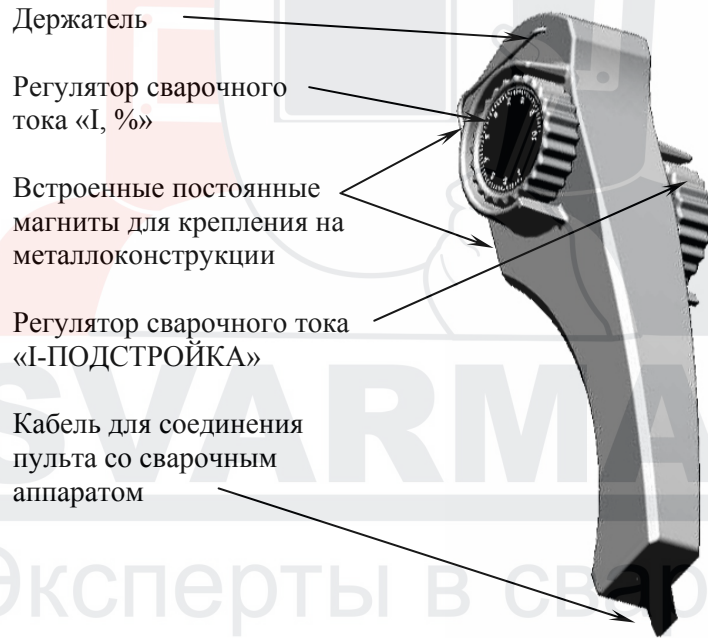 Держатель
Регулятор сварочного
тока «I, %»
Встроенные постоянные
магниты для крепления на
металлоконструкции
Регулятор сварочного тока
«I-ПОДСТРОЙКА»
SVARMA
Кабель для соединения
пульта со сварочным
аппаратом
Эксперты в свар